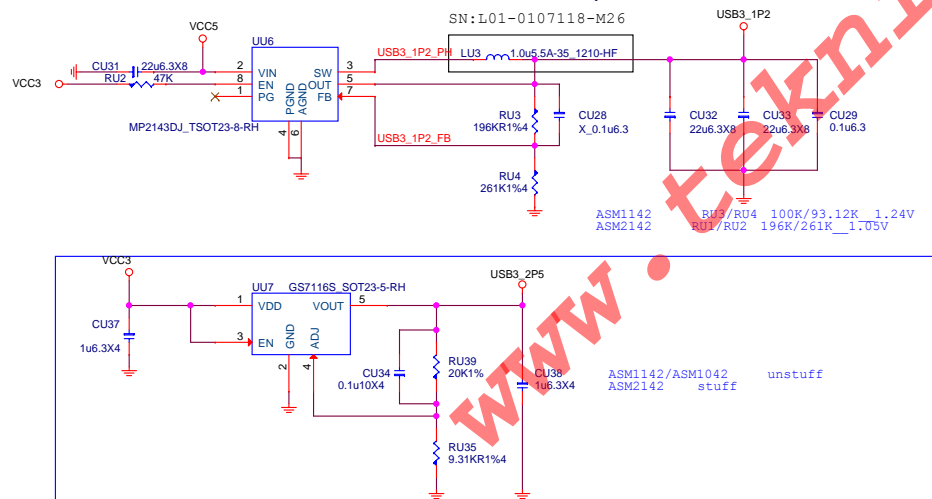 SN:L01-0107118-M26
USB3_1P2
VCC5
UU6
USB3_1P2_PH
LU3 1.0u5.5A-35_1210-HF
CU31 22u6.3X8
VCC3
RU2 47K
2 VIN SW 3
8 EN OUT 5
1 PG FB 7
PGND AGND
4 6
MP2143DJ_TSOT23-8-RH
USB3_1P2_FB
RU3
196KR1%4
CU28
X_0.1u6.3
CU32
22u6.3X8
CU33
22u6.3X8
CU29
0.1u6.3
RU4
261K1%4
ASM1142 RU3/RU4 100K/93.12K__1.24V
ASM2142 RU1/RU2 196K/261K__1.05V
VCC3
UU7 GS7116S_SOT23-5-RH
USB3_2P5
1 VDD VOUT 5
3 EN GND ADJ
2 4
CU37
1u6.3X4
CU34
0.1u10X4
RU39
20K1%
CU38
1u6.3X4
ASM1142/ASM1042 unstuff
ASM2142 stuff
RU35
9.31KR1%4
www.tekni